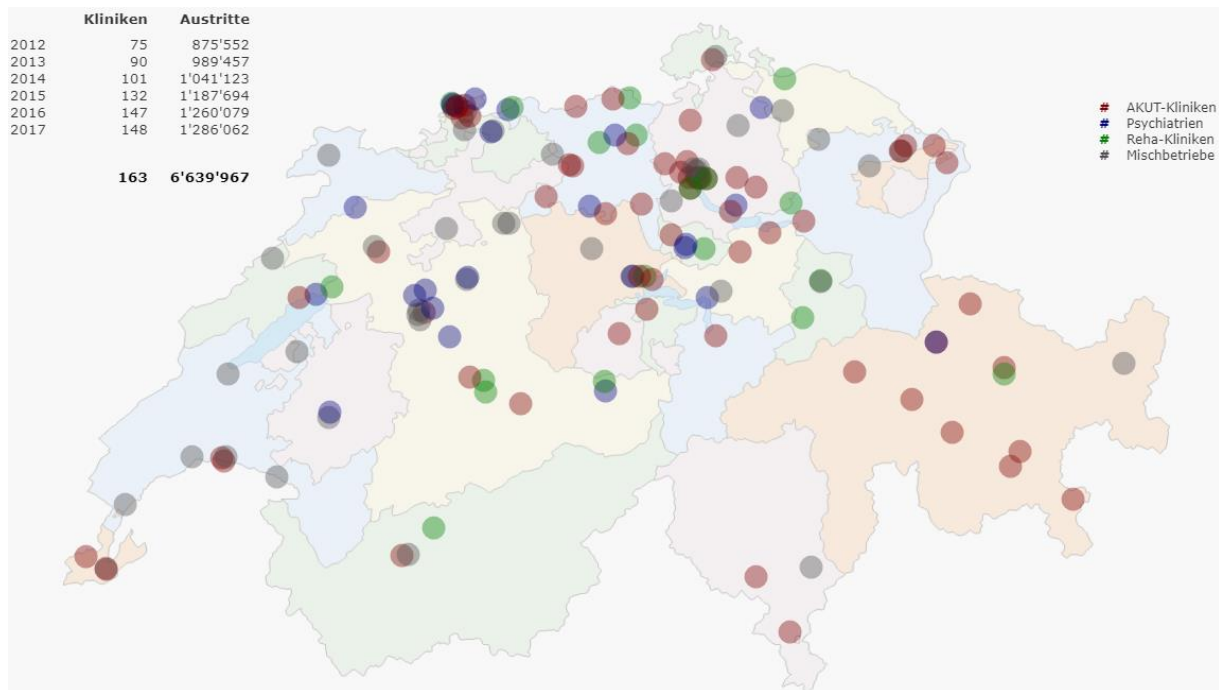 Kliniken Austritte
2012 75 875'552
2013 90 989'457
2014 101 1'041'123
2015 132 1'187'694
2016 147 1'260'079
2017 148 1'286'062
163 6'639'967
# AKUT-Kliniken
# Psychiatrien
# Reha-Kliniken
# Mischbetriebe